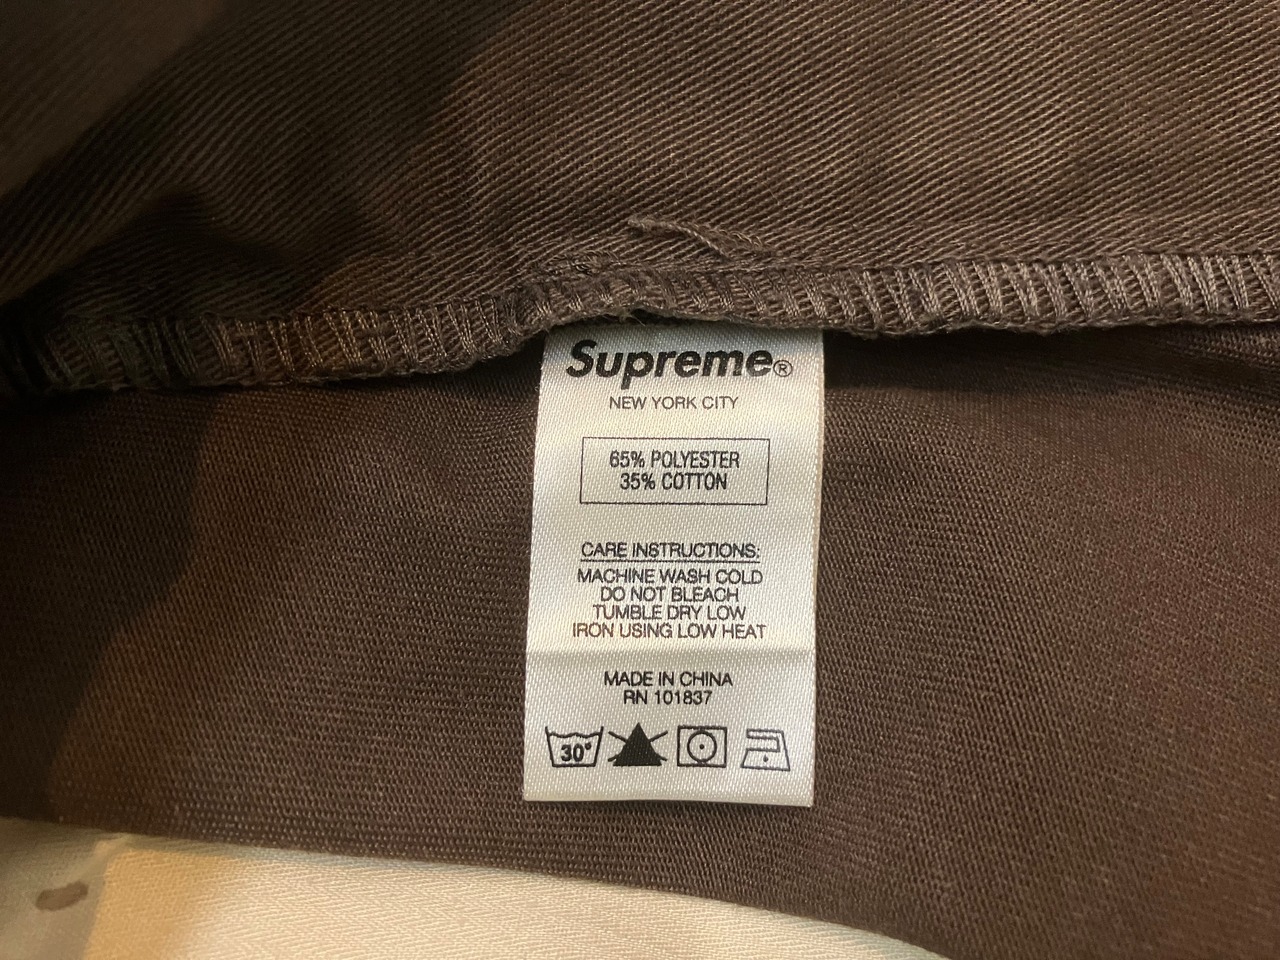 Supreme®
NEW YORK CITY
65% POLYESTER
35% COTTON
CARE INSTRUCTIONS:
MACHINE WASH COLD
DO NOT BLEACH
TUMBLE DRY LOW
IRON USING LOW HEAT
MADE IN CHINA
RN 101837
30°